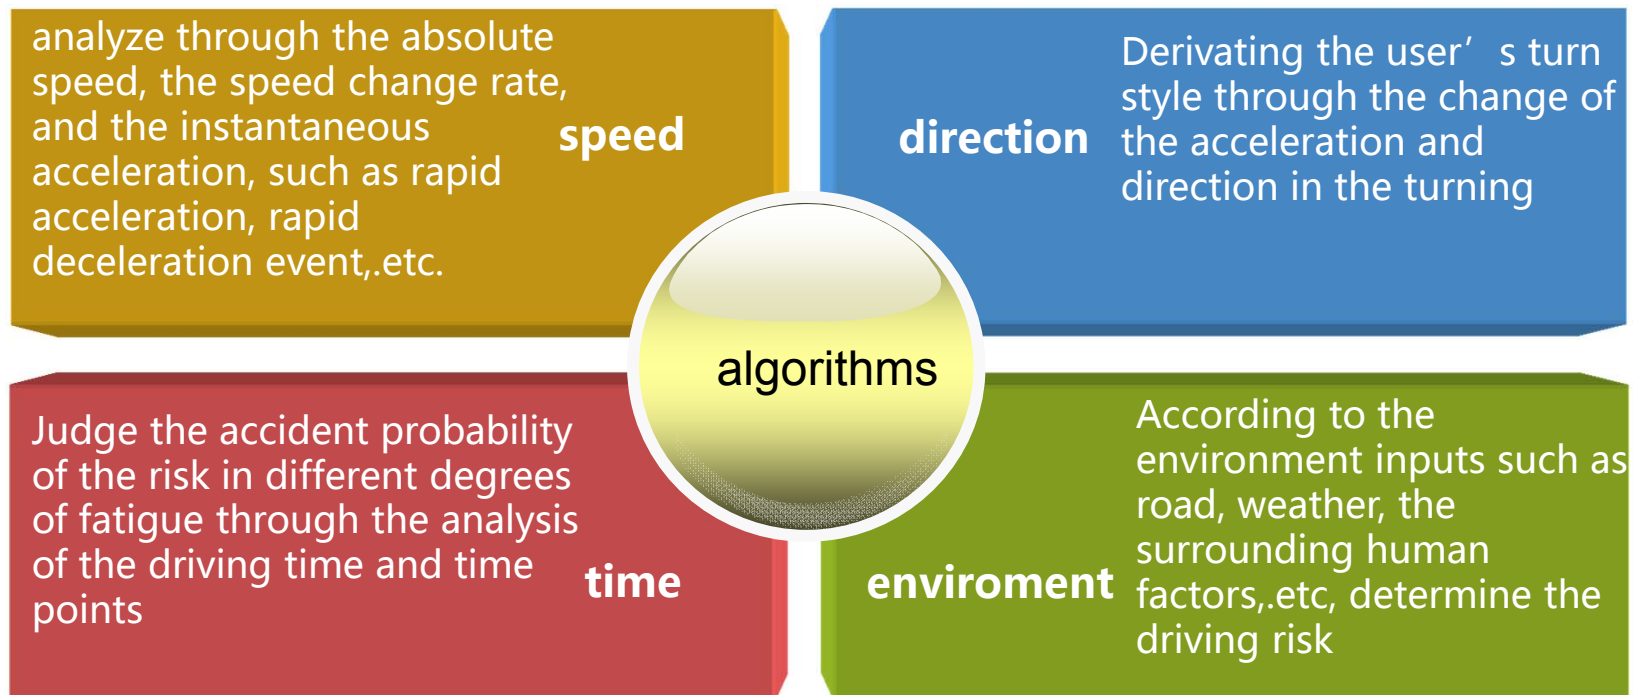 analyze through the absolute
speed, the speed change rate,
and the instantaneous
acceleration, such as rapid
acceleration, rapid
deceleration event,.etc.
speed
direction
Derivating the user’ s turn
style through the change of
the acceleration and
direction in the turning
algorithms
Judge the accident probability
of the risk in different degrees
of fatigue through the analysis
of the driving time and time
points
time
enviroment
According to the
environment inputs such as
road, weather, the
surrounding human
factors,.etc, determine the
driving risk